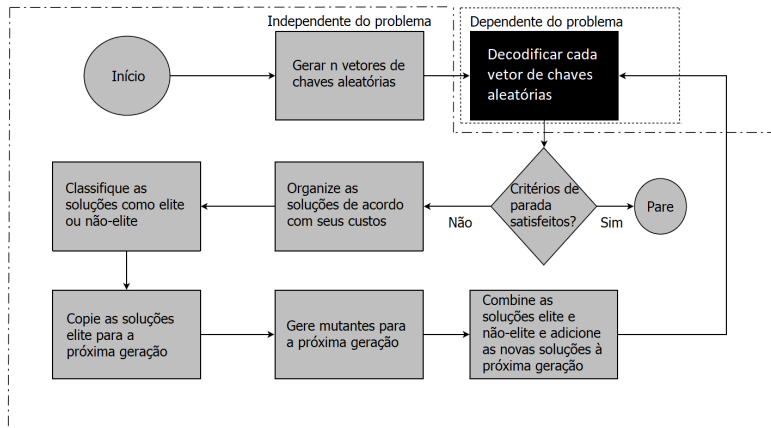 Independente do problema
Dependente do problema
Início
Gerar n vetores de
chaves aleatórias
Decodificar cada
vetor de chaves
aleatórias
Classifique as
soluções como elite
ou não-elite
Organize as
soluções de acordo
com seus custos
Não
Critérios de
parada
satisfeitos?
Sim
Pare
Copie as soluções
elite para a
próxima geração
Gere mutantes para
a próxima geração
Combine as
soluções elite e
não-elite e adicione
as novas soluções à
próxima geração